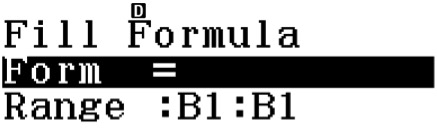 D
Fill Formula
Form =
Range :B1:B1